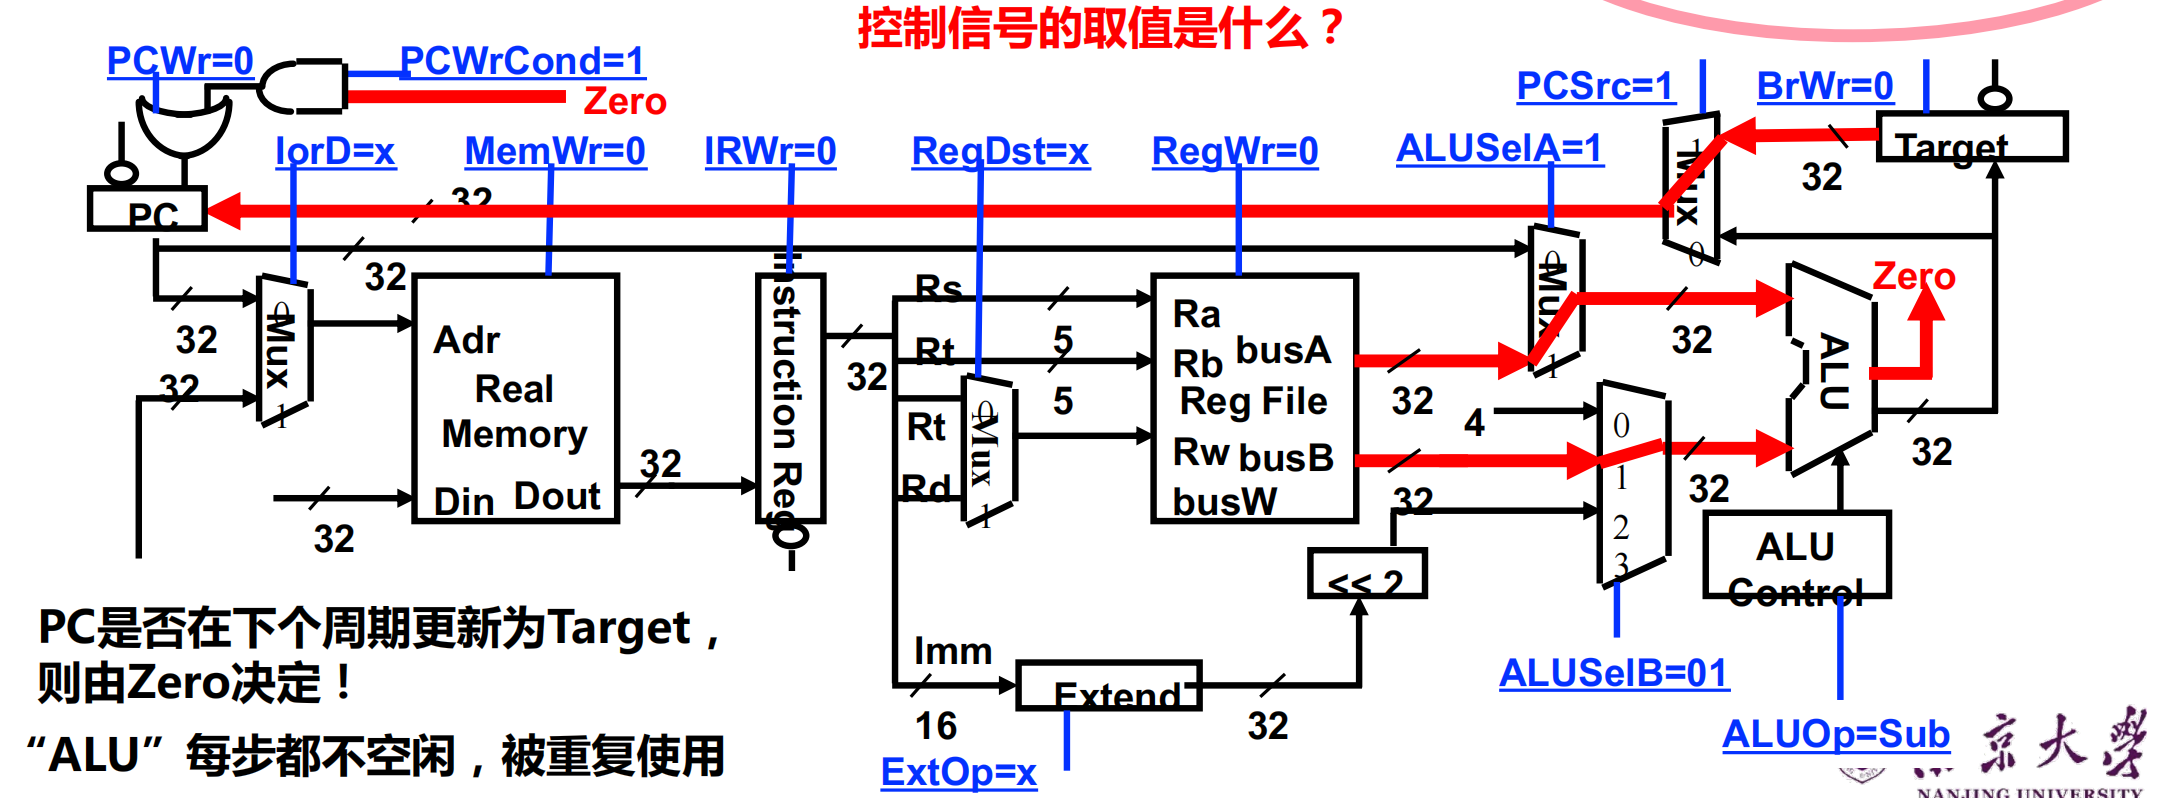 控制信号的取值是什么？
PCWr=0
PCWrCond=1
Zero
PCSrc=1
BrWr=0
IorD=x
MemWr=0
IRWr=0
RegDst=x
RegWr=0
ALUSelA=1
1
Mux
0
Target
32
PC
32
32
0
Mux
1
32
32
Adr
Real
Memory
Din
Dout
32
32
Instruction Reg
32
Rs
Rt
5
5
Rt
Rd
0
Mux
1
Ra
Rb
busA
Reg File
Rw
busB
busW
32
32
0
Mux
1
32
4
0
1
2
3
32
Zero
ALU
32
ALU
Control
<< 2
Imm
16
Extend
32
ExtOp=x
ALUSelB=01
ALUOp=Sub
PC是否在下个周期更新为Target，
则由Zero决定！
“ALU”每步都不空闲，被重复使用
南京大学
NANJING UNIVERSITY